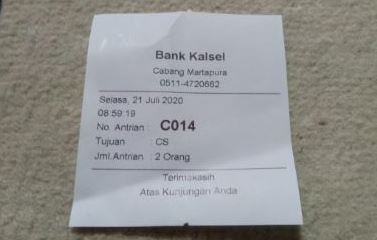 Bank Kalsel
Cabang Martapura
0511-4720662
Selasa, 21 Juli 2020
08:59:19
No. Antrian : C014
Tujuan : CS
Jml.Antrian : 2 Orang
Terimakasih
Atas Kunjungan Anda